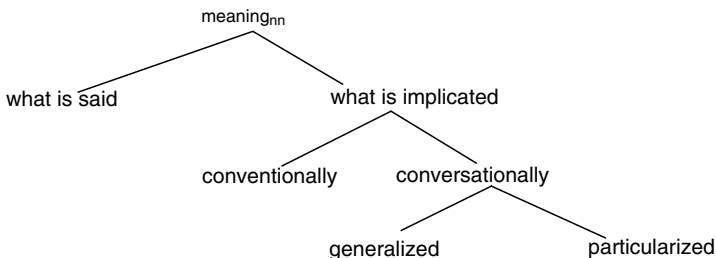 meaningnn
what is said
what is implicated
conventionally
conversationally
generalized
particularized